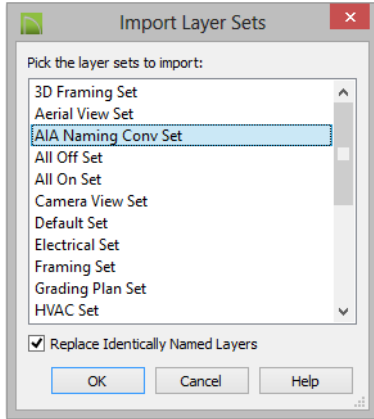 Import Layer Sets
Pick the layer sets to import:
3D Framing Set
Aerial View Set
AIA Naming Conv Set
All Off Set
All On Set
Camera View Set
Default Set
Electrical Set
Framing Set
Grading Plan Set
HVAC Set
Replace Identically Named Layers
OK Cancel Help